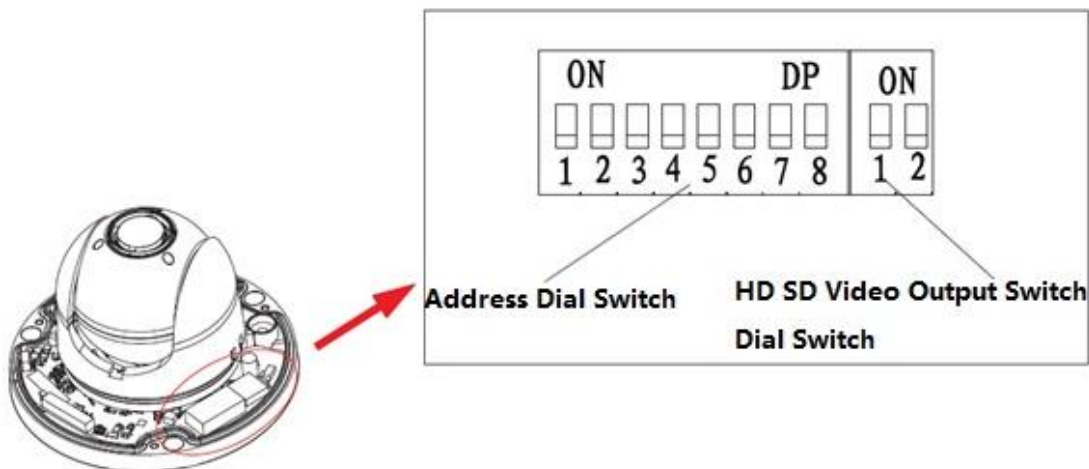 ON DP ON
1 2 3 4 5 6 7 8 1 2
Address Dial Switch
HD SD Video Output Switch
Dial Switch